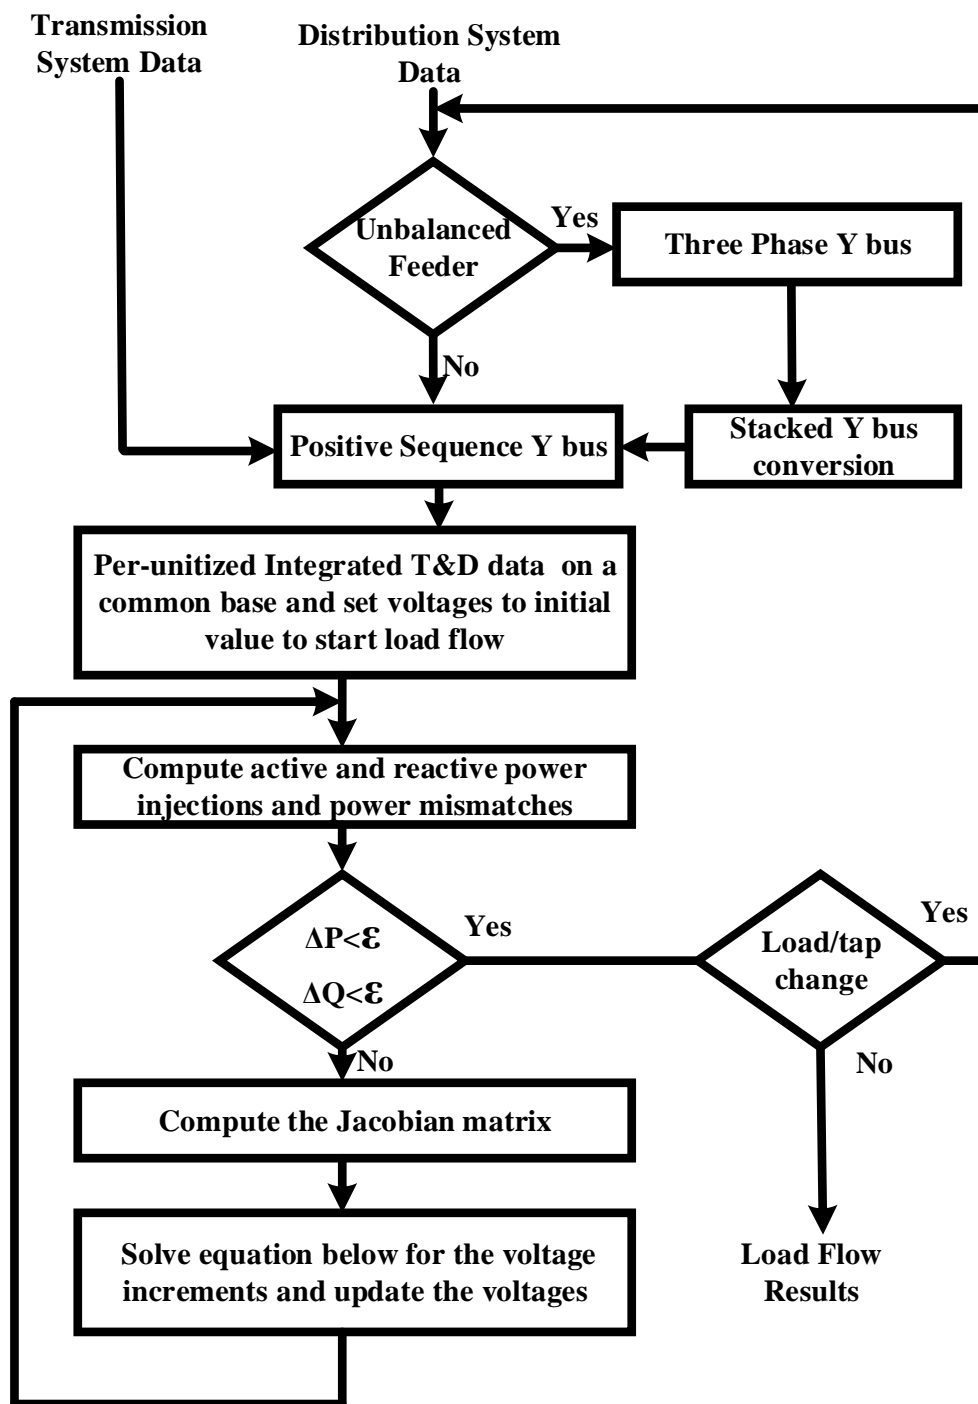 Transmission
System Data
Distribution System
Data
Unbalanced
Feeder
Yes
Three Phase Y bus
No
Positive Sequence Y bus
Stacked Y bus
conversion
Per-unitized Integrated T&D data on a
common base and set voltages to initial
value to start load flow
Compute active and reactive power
injections and power mismatches
ΔP<ε
ΔQ<ε
Yes
Load/tap
change
Yes
No
No
Compute the Jacobian matrix
Solve equation below for the voltage
increments and update the voltages
Load Flow
Results